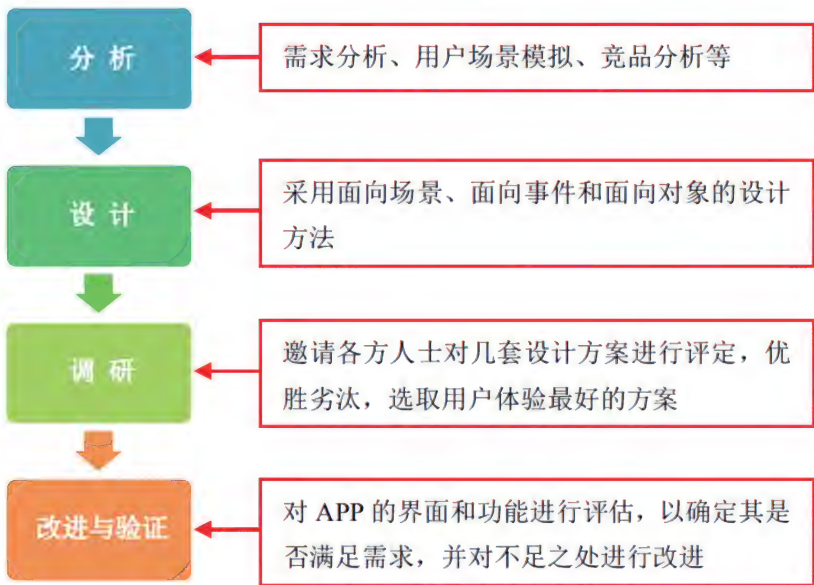 分 析
需求分析、用户场景模拟、竞品分析等
设 计
采用面向场景、面向事件和面向对象的设计
方法
调 研
邀请各方人士对几套设计方案进行评定，优
胜劣汰，选取用户体验最好的方案
改进与验证
对 APP 的界面和功能进行评估，以确定其是
否满足需求，并对不足之处进行改进